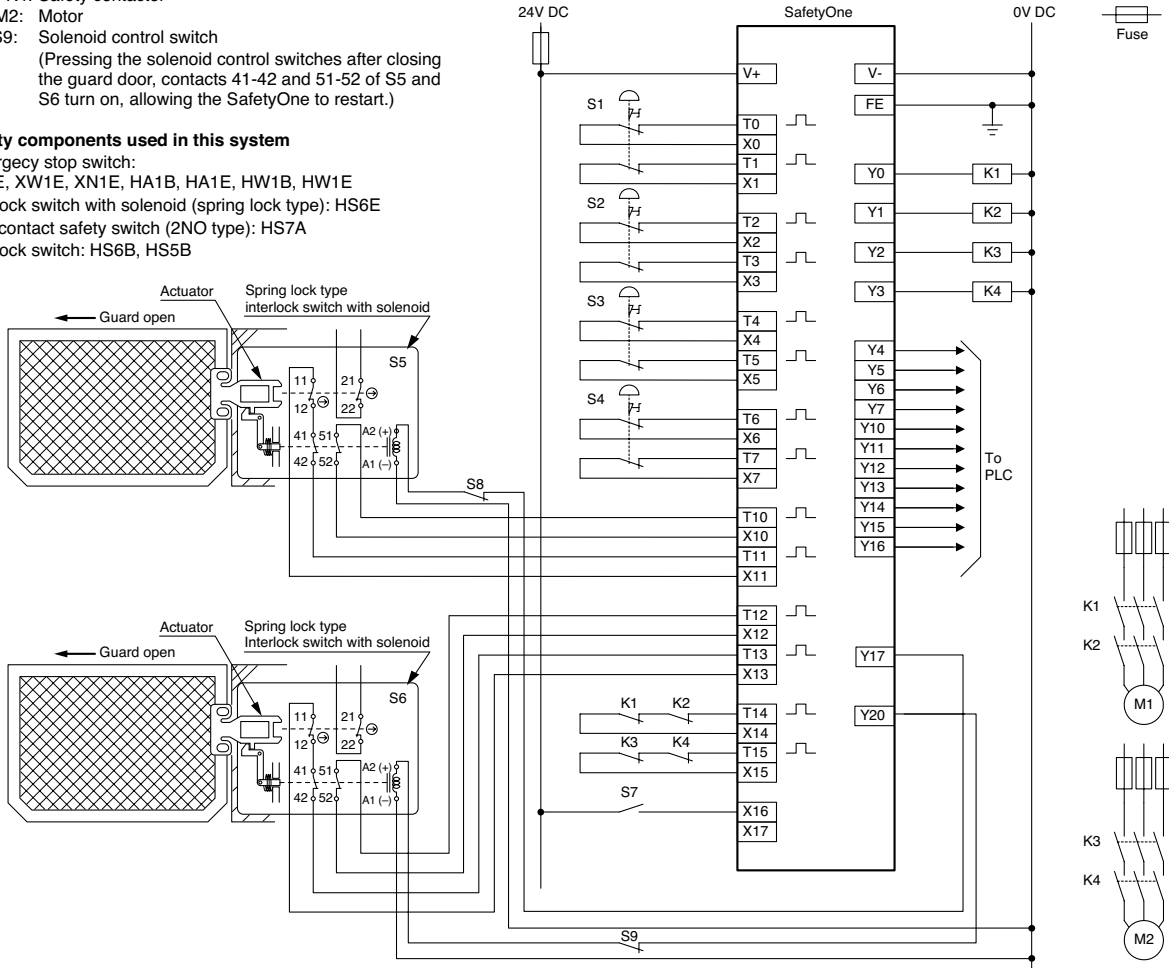 Safety contactor
M2: Motor
S9: Solenoid control switch
(Pressing the solenoid control switches after closing
the guard door, contacts 41-42 and 51-52 of S5 and
S6 turn on, allowing the SafetyOne to restart.)
components used in this system
stop switch:
XW1E, XN1E, HA1B, HA1E, HW1B, HW1E
switch with solenoid (spring lock type): HS6E
contact safety switch (2NO type): HS7A
switch: HS6B, HS5B
24V DC
SafetyOne
0V DC
Fuse
V+
V-
FE
S1
T0
X0
T1
X1
S2
T2
X2
T3
X3
S3
T4
X4
T5
X5
S4
T6
X6
T7
X7
T10
X10
T11
X11
T12
X12
T13
X13
K1 K2
T14
X14
K3 K4
T15
X15
S7
X16
X17
Y0 K1
Y1 K2
Y2 K3
Y3 K4
Y4
Y5
Y6
Y7
Y10
Y11
Y12
Y13
Y14
Y15
Y16
To
PLC
Y17
Y20
Actuator
Spring lock type
interlock switch with solenoid
Guard open
S5
11 21
12 22
41 51 A2 (+)
42 52 A1 (–)
S8
Actuator
Spring lock type
Interlock switch with solenoid
Guard open
S6
11 21
12 22
41 51 A2 (+)
42 52 A1 (–)
S9
K1
K2
M1
K3
K4
M2